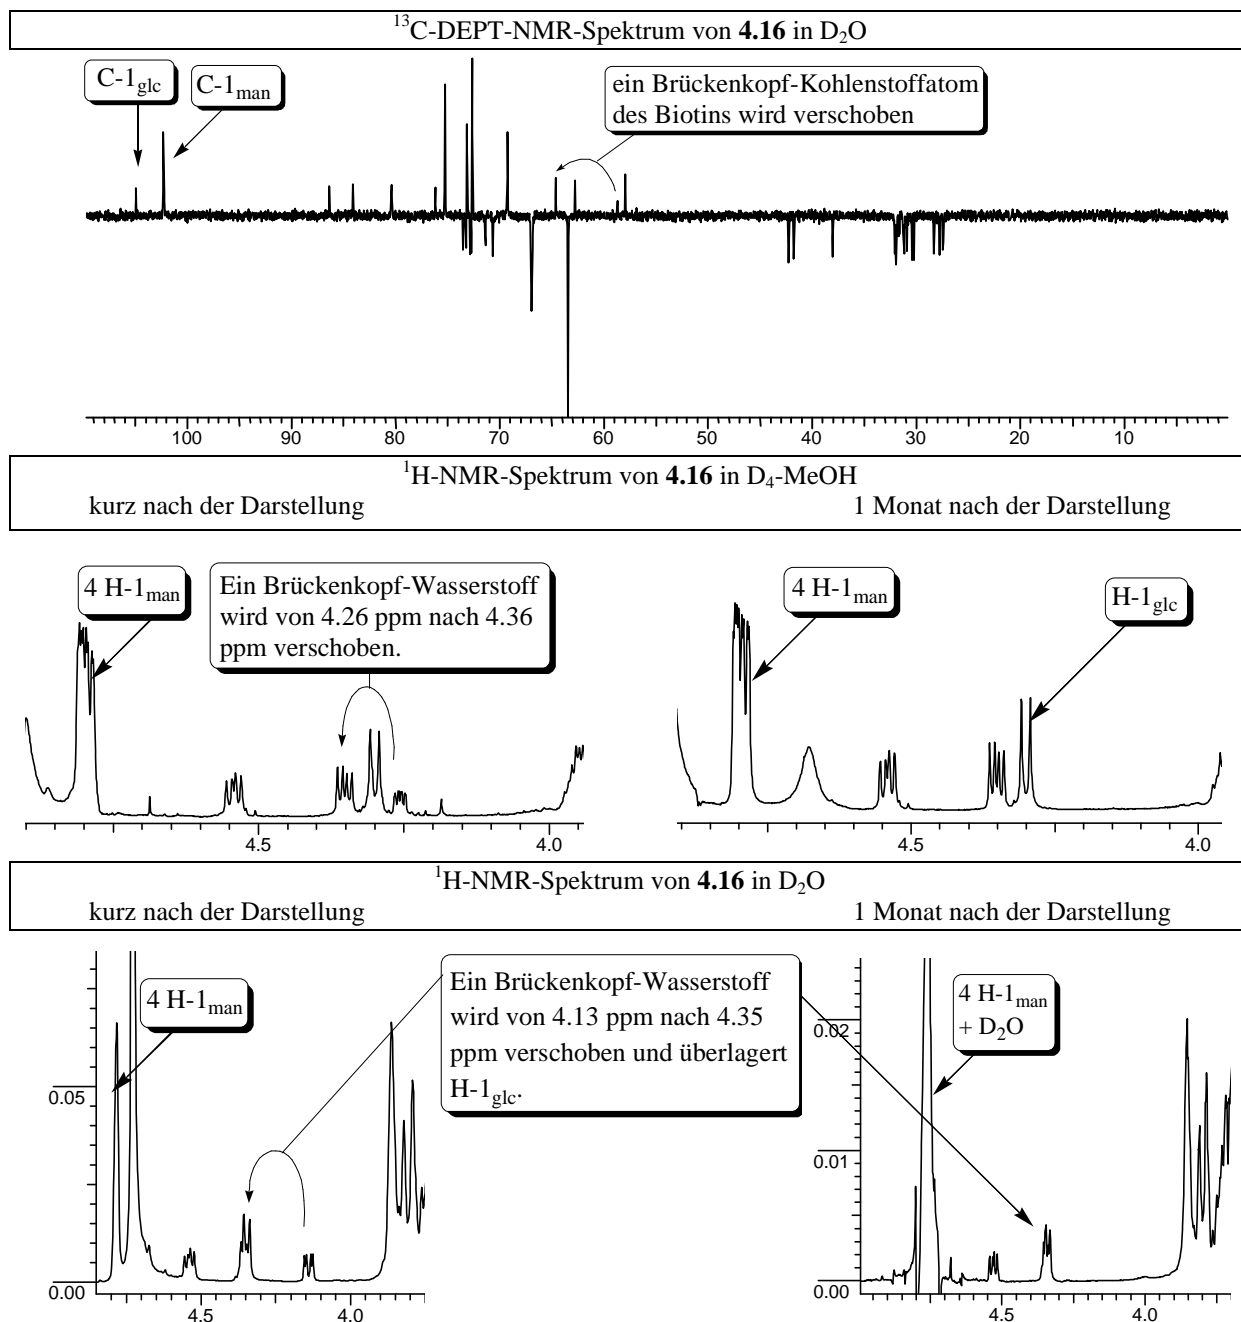 ¹³C-DEPT-NMR-Spektrum von 4.16 in D₂O
C-1glc
C-1man
ein Brückenkopf-Kohlenstoffatom
des Biotins wird verschoben
100 90 80 70 60 50 40 30 20 10
¹H-NMR-Spektrum von 4.16 in D₄-MeOH
kurz nach der Darstellung
1 Monat nach der Darstellung
4 H-1man
Ein Brückenkopf-Wasserstoff
wird von 4.26 ppm nach 4.36
ppm verschoben.
4 H-1man
H-1glc
4.5 4.0
4.5 4.0
¹H-NMR-Spektrum von 4.16 in D₂O
kurz nach der Darstellung
1 Monat nach der Darstellung
4 H-1man
Ein Brückenkopf-Wasserstoff
wird von 4.13 ppm nach 4.35
ppm verschoben und überlagert
H-1glc.
4 H-1man
+ D₂O
0.05
0.00
4.5 4.0
0.02
0.01
0.00
4.5 4.0